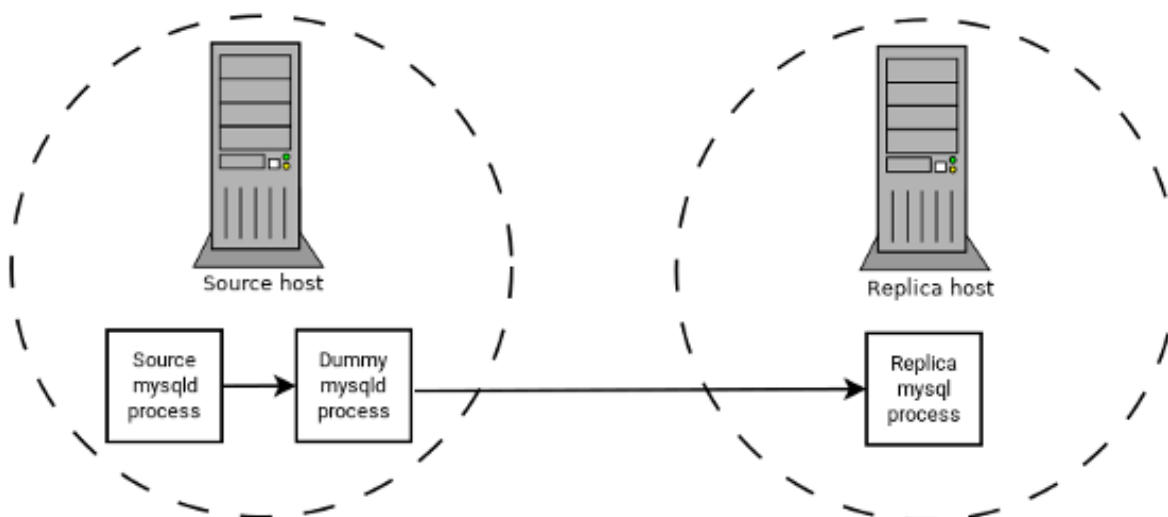 Source host
Replica host
Source
mysqld
process
Dummy
mysqld
process
Replica
mysql
process